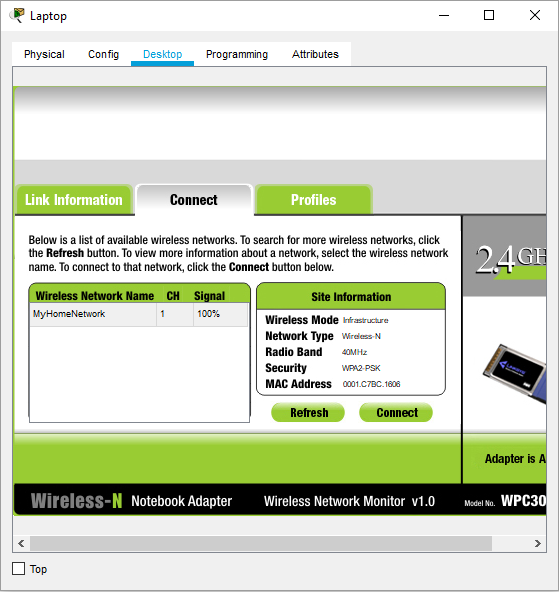 Laptop
Physical Config Desktop Programming Attributes
Link Information Connect Profiles
Below is a list of available wireless networks. To search for more wireless networks, click
the Refresh button. To view more information about a network, select the wireless network
name. To connect to that network, click the Connect button below.
2,4GH
Wireless Network Name CH Signal
MyHomeNetwork 1 100%
Site Information
Wireless Mode Infrastructure
Network Type Wireless-N
Radio Band 40MHz
Security WPA2-PSK
MAC Address 0001.C7BC.1606
Refresh Connect
Adapter is A
Wireless-N Notebook Adapter Wireless Network Monitor v1.0 Model No. WPC30
Top